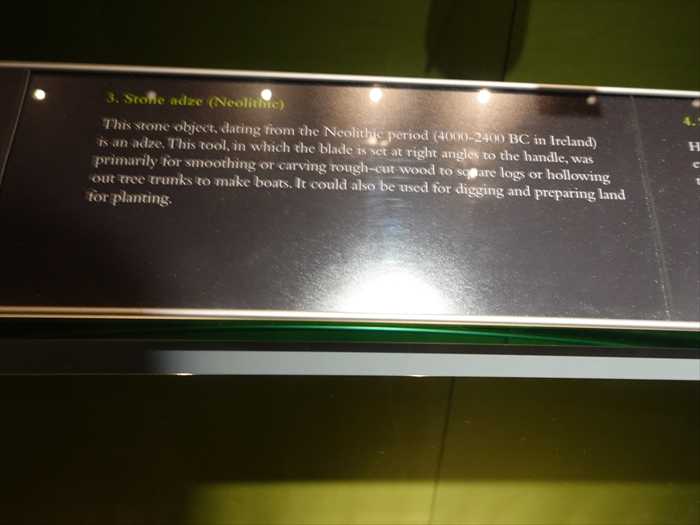 3. Stone adze (Neolithic)
This stone object, dating from the Neolithic period (4000-2400 BC in Ireland)
is an adze. This tool, in which the blade is set at right angles to the handle, was
primarily for smoothing or carving rough-cut wood to square logs or hollowing
out tree trunks to make boats. It could also be used for digging and preparing land
for planting.
4.
H